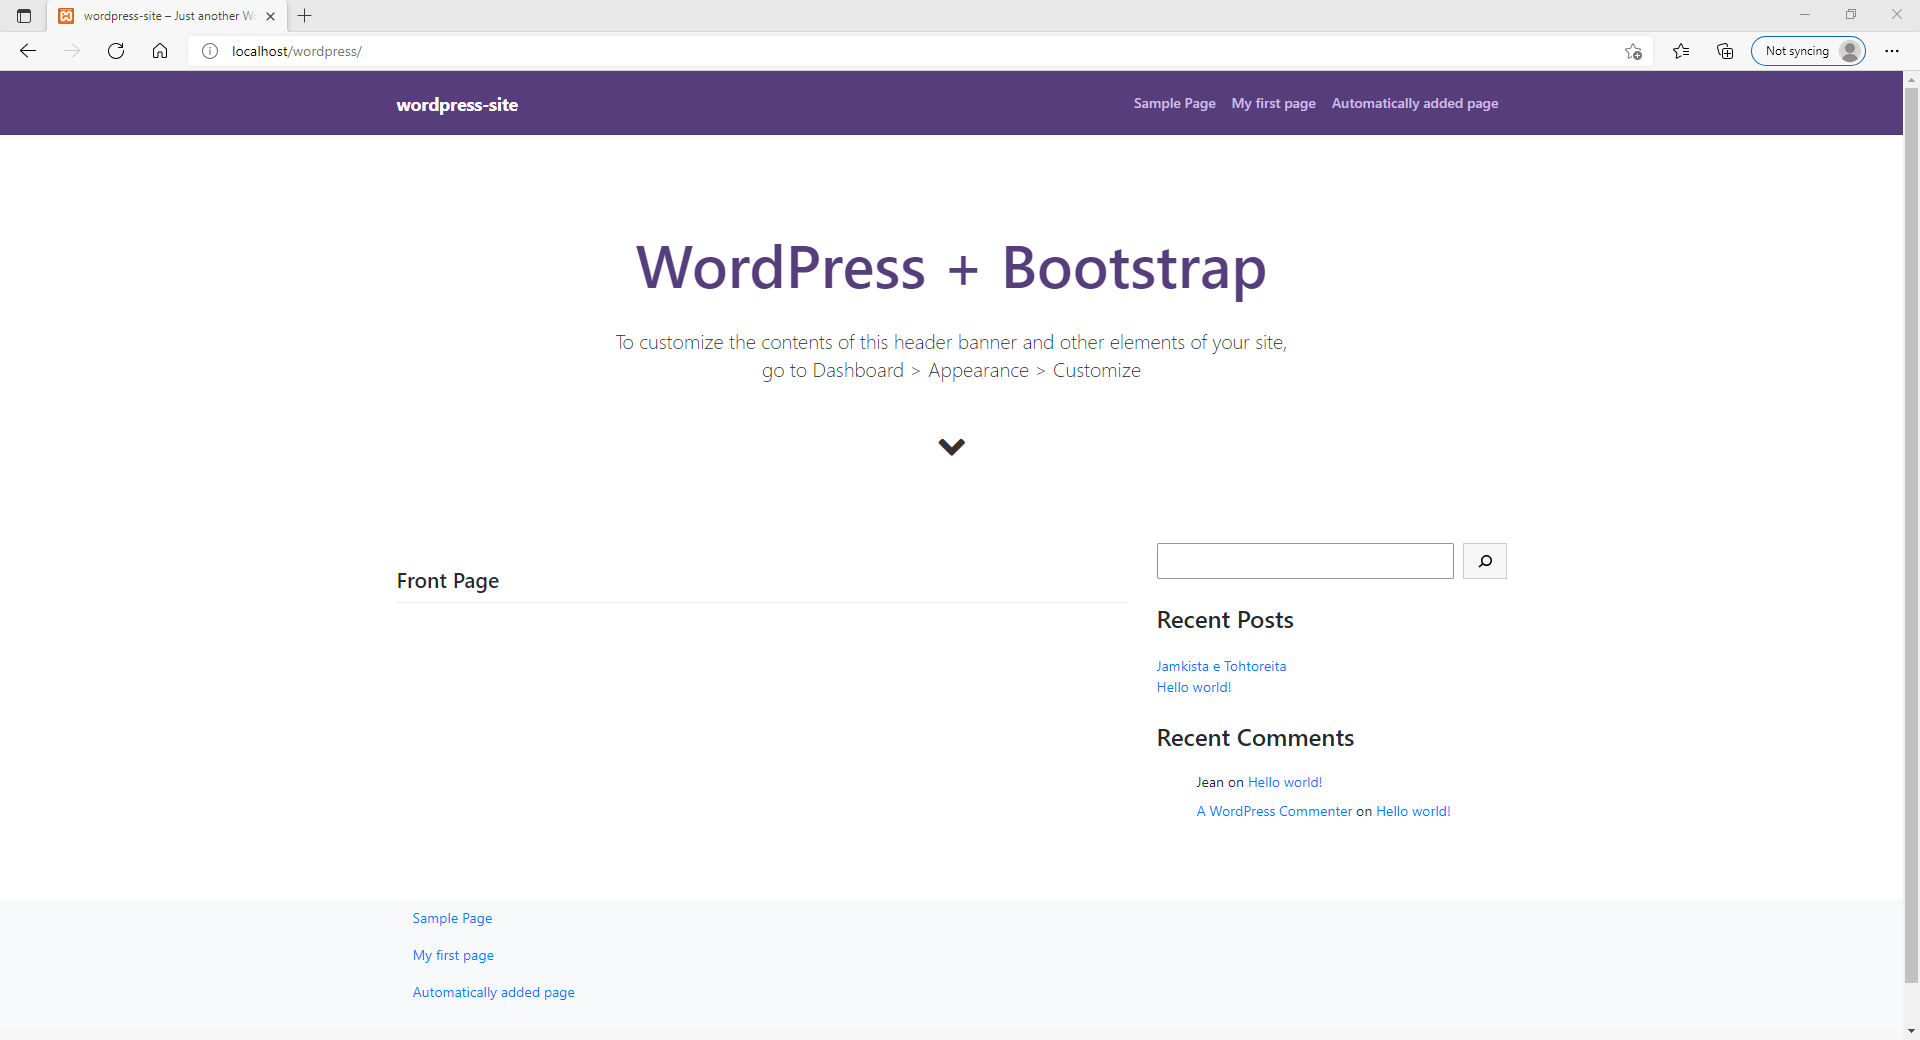 wordpress-site – Just another Wo
localhost/wordpress/
Not syncing
wordpress-site
Sample Page My first page Automatically added page
WordPress + Bootstrap
To customize the contents of this header banner and other elements of your site,
go to Dashboard > Appearance > Customize
Front Page
Recent Posts
Jamkista e Tohtoreita
Hello world!
Recent Comments
Jean on Hello world!
A WordPress Commenter on Hello world!
Sample Page
My first page
Automatically added page